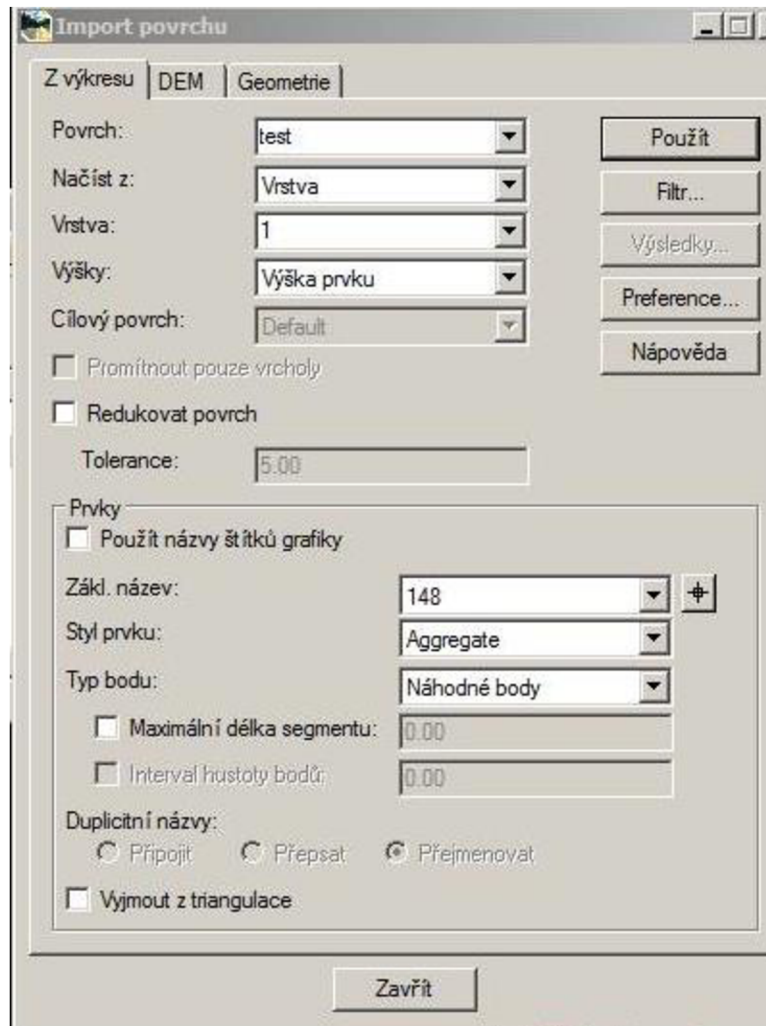 Import povrchu
Z výkresu DEM Geometrie
Povrch: test Použít
Načíst z: Vrstva Filtr...
Vrstva: 1 Výsledky...
Výšky: Výška prvku Preference...
Cílový povrch: Default Nápověda
Promítnout pouze vrcholy
Redukovat povrch
Tolerance: 5.00
Prvky
Použít názvy štítků grafiky
Zákl. název: 148
Styl prvku: Aggregate
Typ bodu: Náhodné body
Maximální délka segmentu: 0.00
Interval hustoty bodů: 0.00
Duplicitní názvy:
Připojit Přepsat Přejmenovat
Vyjmout z triangulace
Zavřít